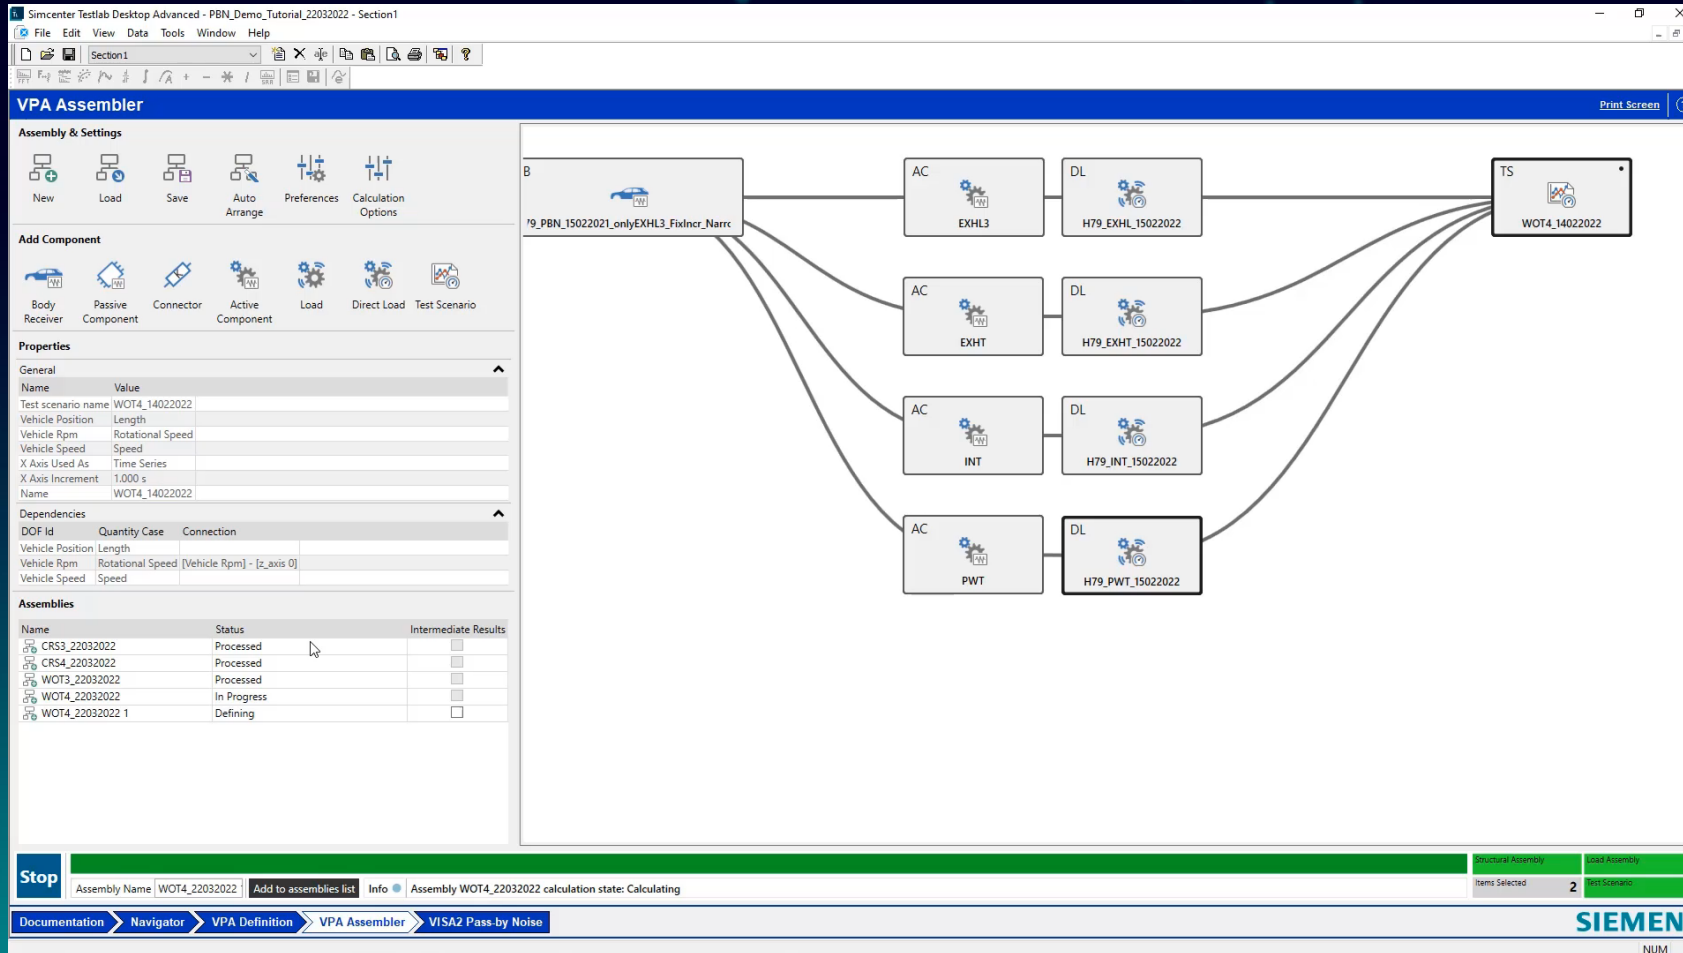 Simcenter Testlab Desktop Advanced - PBN_Demo_Tutorial_22032022 - Section1
File Edit View Data Tools Window Help
Section1
VPA Assembler
Print Screen
Assembly & Settings
New Load Save Auto Arrange Preferences Calculation Options
Add Component
Body Receiver Passive Component Connector Active Component Load Direct Load Test Scenario
Properties
General
Name Value
Test scenario name WOT4_14022022
Vehicle Position Length
Vehicle Rpm Rotational Speed
Vehicle Speed Speed
X Axis Used As Time Series
X Axis Increment 1.000 s
Name WOT4_14022022
Dependencies
DOF Id Quantity Case Connection
Vehicle Position Length
Vehicle Rpm Rotational Speed [Vehicle Rpm] - [z_axis 0]
Vehicle Speed Speed
Assemblies
Name Status Intermediate Results
CRS3_22032022 Processed
CRS4_22032022 Processed
WOT3_22032022 Processed
WOT4_22032022 In Progress
WOT4_22032022 1 Defining
B
79_PBN_15022021_onlyEXHL3_FixIncr_Narrc
AC
EXHL3
DL
H79_EXHL_15022022
TS
WOT4_14022022
AC
EXHT
DL
H79_EXHT_15022022
AC
INT
DL
H79_INT_15022022
AC
PWT
DL
H79_PWT_15022022
Stop
Assembly Name WOT4_22032022 Add to assemblies list Info Assembly WOT4_22032022 calculation state: Calculating
Structural Assembly Load Assembly
Items Selected 2 Test Scenario
Documentation Navigator VPA Definition VPA Assembler VISA2 Pass-by Noise
SIEMEN
NUM